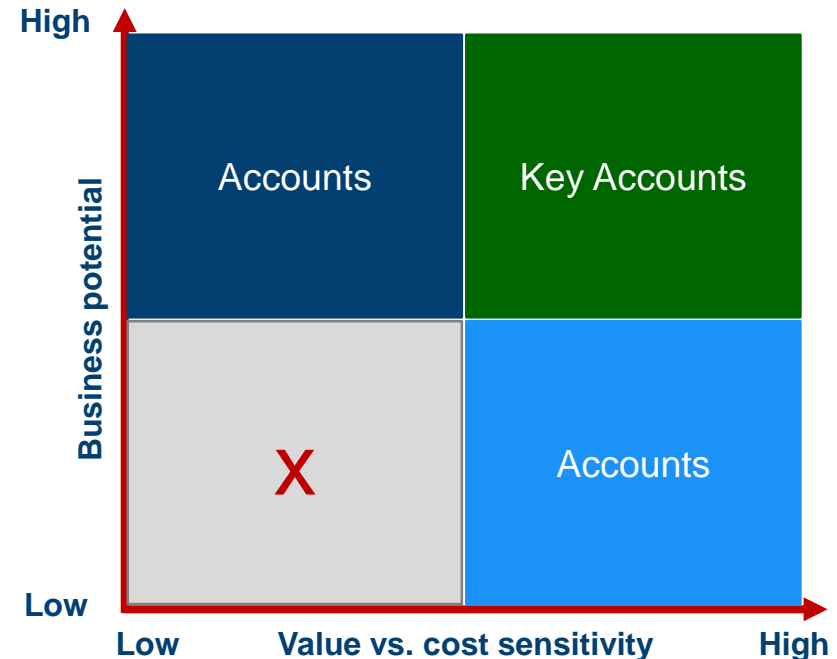 High
Accounts
Key Accounts
Business potential
X
Accounts
Low
Low
Value vs. cost sensitivity
High